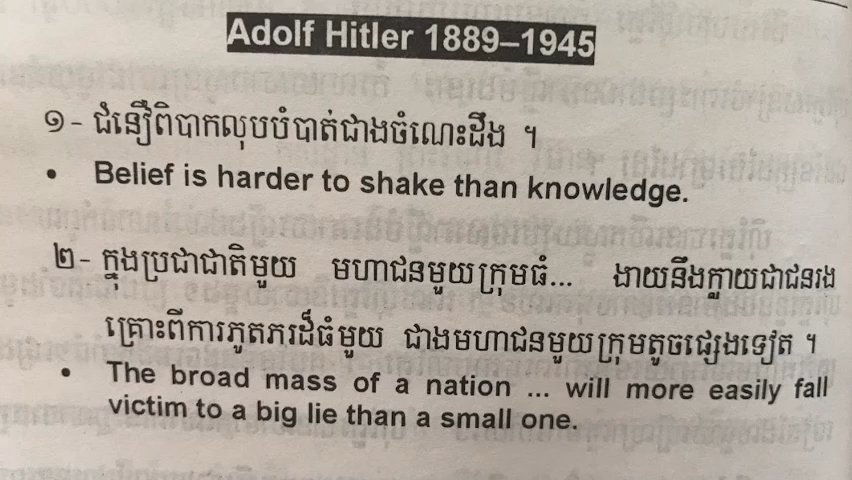 Adolf Hitler 1889–1945
១- ជំនឿពិបាកលុបបំបាត់ជាងចំណេះដឹង ។
• Belief is harder to shake than knowledge.
២- ក្នុងប្រជាជាតិមួយ មហាជនមួយក្រុមធំ... ងាយនឹងក្លាយជាជនរង
គ្រោះពីការភូតភរដ៏ធំមួយ ជាងមហាជនមួយក្រុមតូចផ្សេងទៀត ។
• The broad mass of a nation ... will more easily fall
victim to a big lie than a small one.